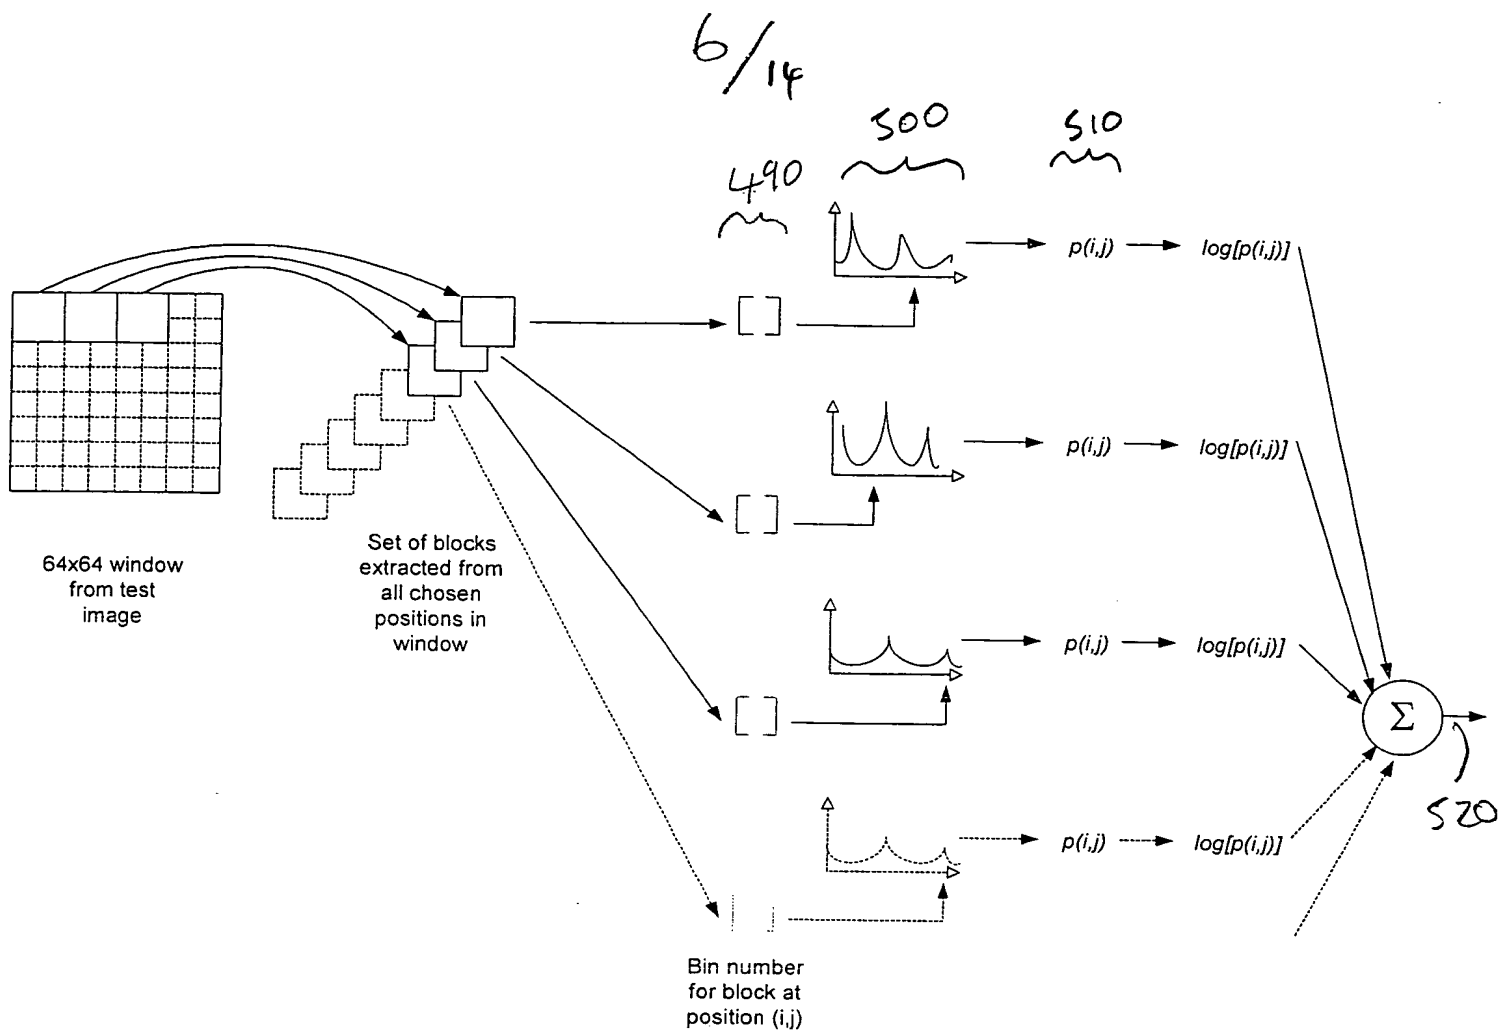 6/14
500
510
490
p(i,j)
log[p(i,j)]
p(i,j)
log[p(i,j)]
64x64 window
from test
image
Set of blocks
extracted from
all chosen
positions in
window
p(i,j)
log[p(i,j)]
Σ
520
p(i,j)
log[p(i,j)]
Bin number
for block at
position (i,j)